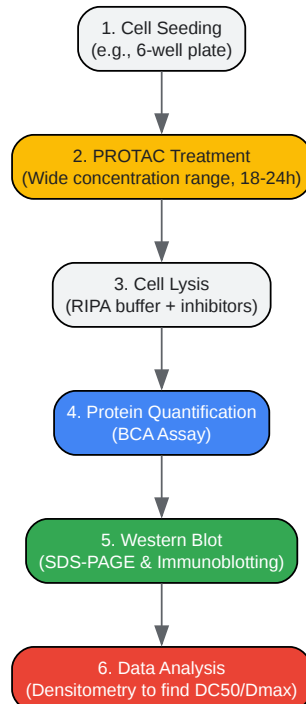 1. Cell Seeding
(e.g., 6-well plate)
2. PROTAC Treatment
(Wide concentration range, 18-24h)
3. Cell Lysis
(RIPA buffer + inhibitors)
4. Protein Quantification
(BCA Assay)
5. Western Blot
(SDS-PAGE & Immunoblotting)
6. Data Analysis
(Densitometry to find DC50/Dmax)